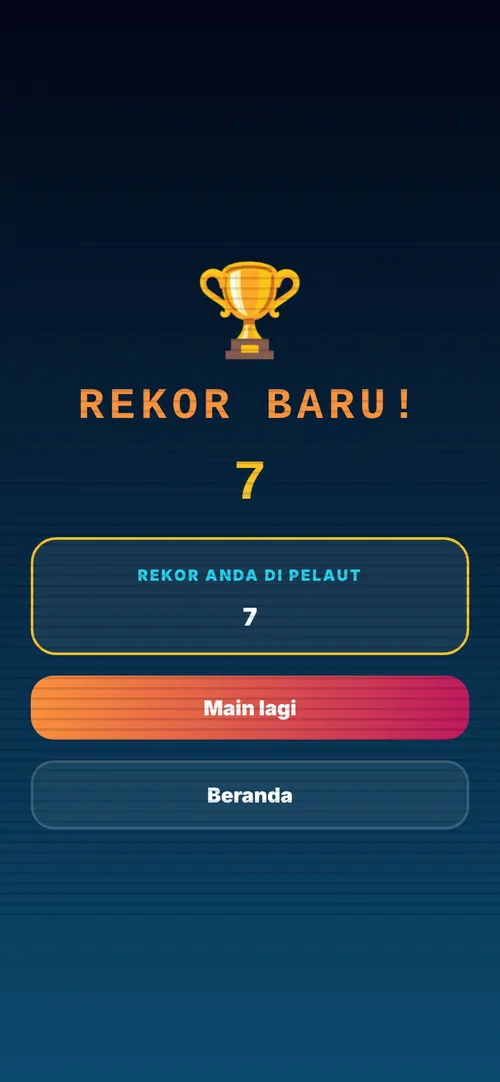 REKOR BARU!
7
REKOR ANDA DI PELAUT
7
Main lagi
Beranda